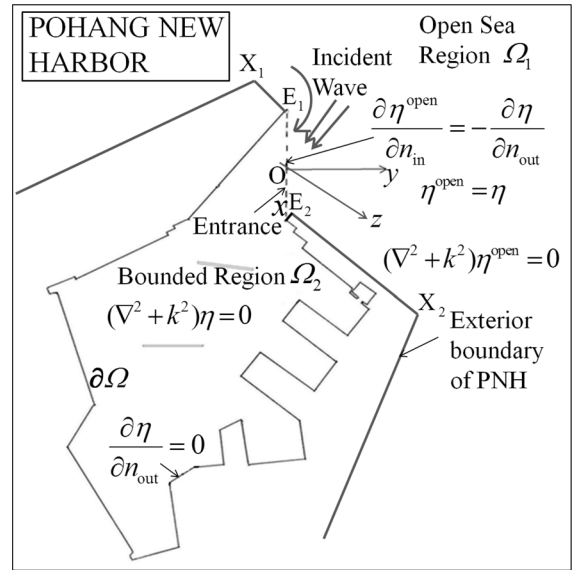 POHANG NEW
HARBOR
Open Sea
Region Ω₁
Incident
Wave
X₁
E₁
∂η^open/∂n_in = −∂η/∂n_out
η^open = η
O
y
x
E₂
z
Entrance
(∇² + k²)η^open = 0
Bounded Region Ω₂
(∇² + k²)η = 0
X₂
Exterior
boundary
of PNH
∂Ω
∂η/∂n_out = 0